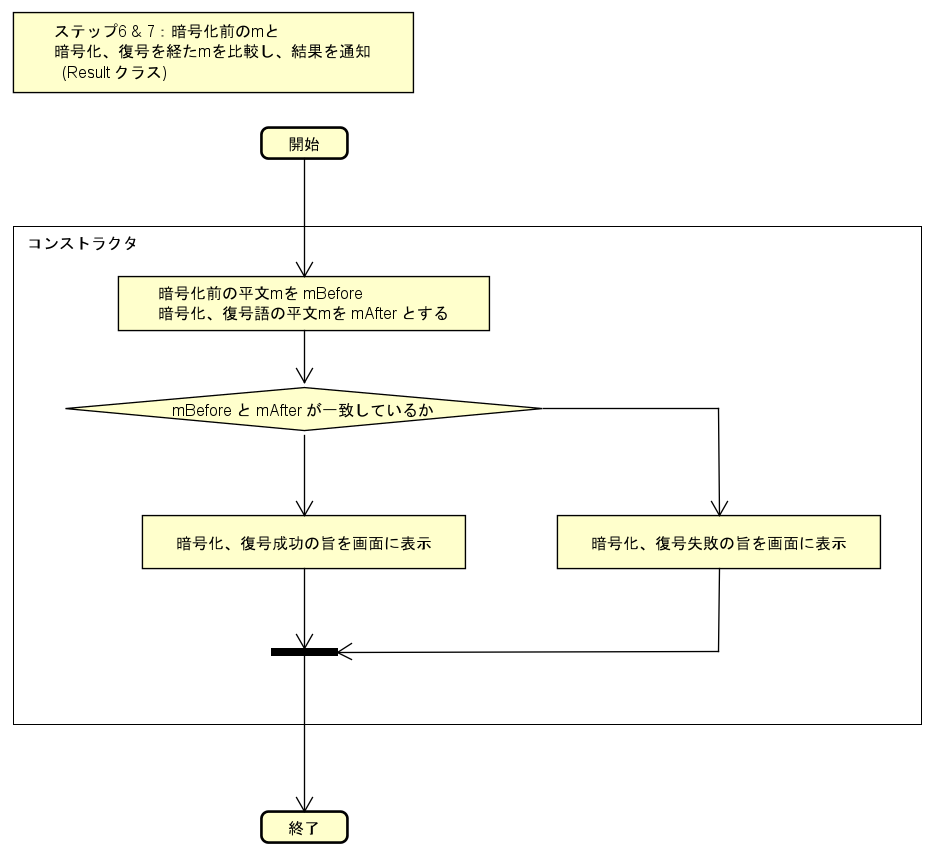 ステップ6 & 7：暗号化前のmと
暗号化、復号を経たmを比較し、結果を通知
(Result クラス)
開始
コンストラクタ
暗号化前の平文mを mBefore
暗号化、復号語の平文mを mAfter とする
mBefore と mAfter が一致しているか
暗号化、復号成功の旨を画面に表示
暗号化、復号失敗の旨を画面に表示
終了